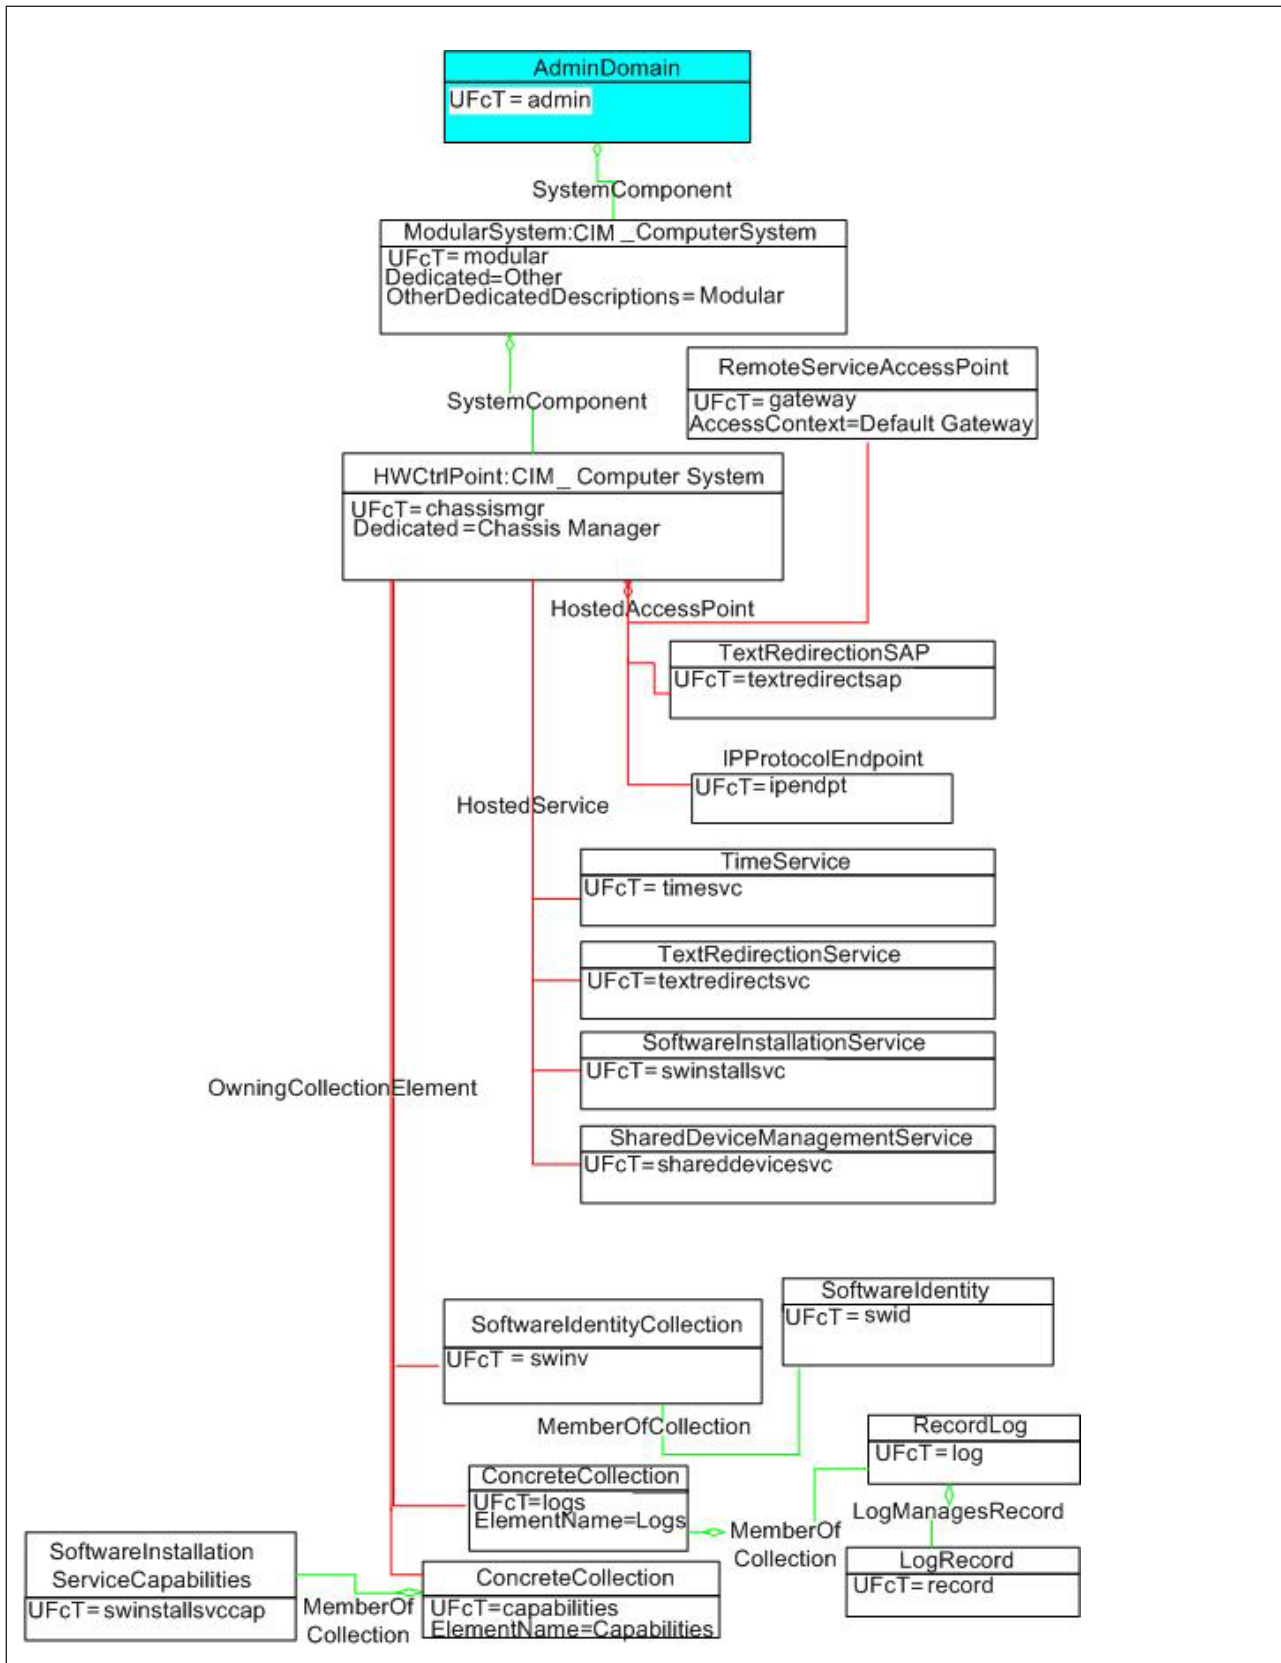 AdminDomain
UFcT = admin
SystemComponent
ModularSystem:CIM _ComputerSystem
UFcT= modular
Dedicated=Other
OtherDedicatedDescriptions= Modular
SystemComponent
RemoteServiceAccessPoint
UFcT= gateway
AccessContext=Default Gateway
HWCtrlPoint:CIM_ Computer System
UFcT= chassismgr
Dedicated =Chassis Manager
HostedAccessPoint
TextRedirectionSAP
UFcT=textredirectsap
IPProtocolEndpoint
UFcT= ipendpt
HostedService
TimeService
UFcT= timesvc
TextRedirectionService
UFcT=textredirectsvc
SoftwareInstallationService
UFcT= swinstallsvc
OwningCollectionElement
SharedDeviceManagementService
UFcT=shareddevicesvc
SoftwareIdentity
UFcT = swid
SoftwareIdentityCollection
UFcT = swinv
MemberOfCollection
RecordLog
UFcT= log
ConcreteCollection
UFcT=logs
ElementName=Logs
MemberOf
Collection
LogManagesRecord
LogRecord
UFcT= record
SoftwareInstallation
ServiceCapabilities
UFcT= swinstallsvccap
MemberOf
Collection
ConcreteCollection
UFcT=capabilities
ElementName=Capabilities